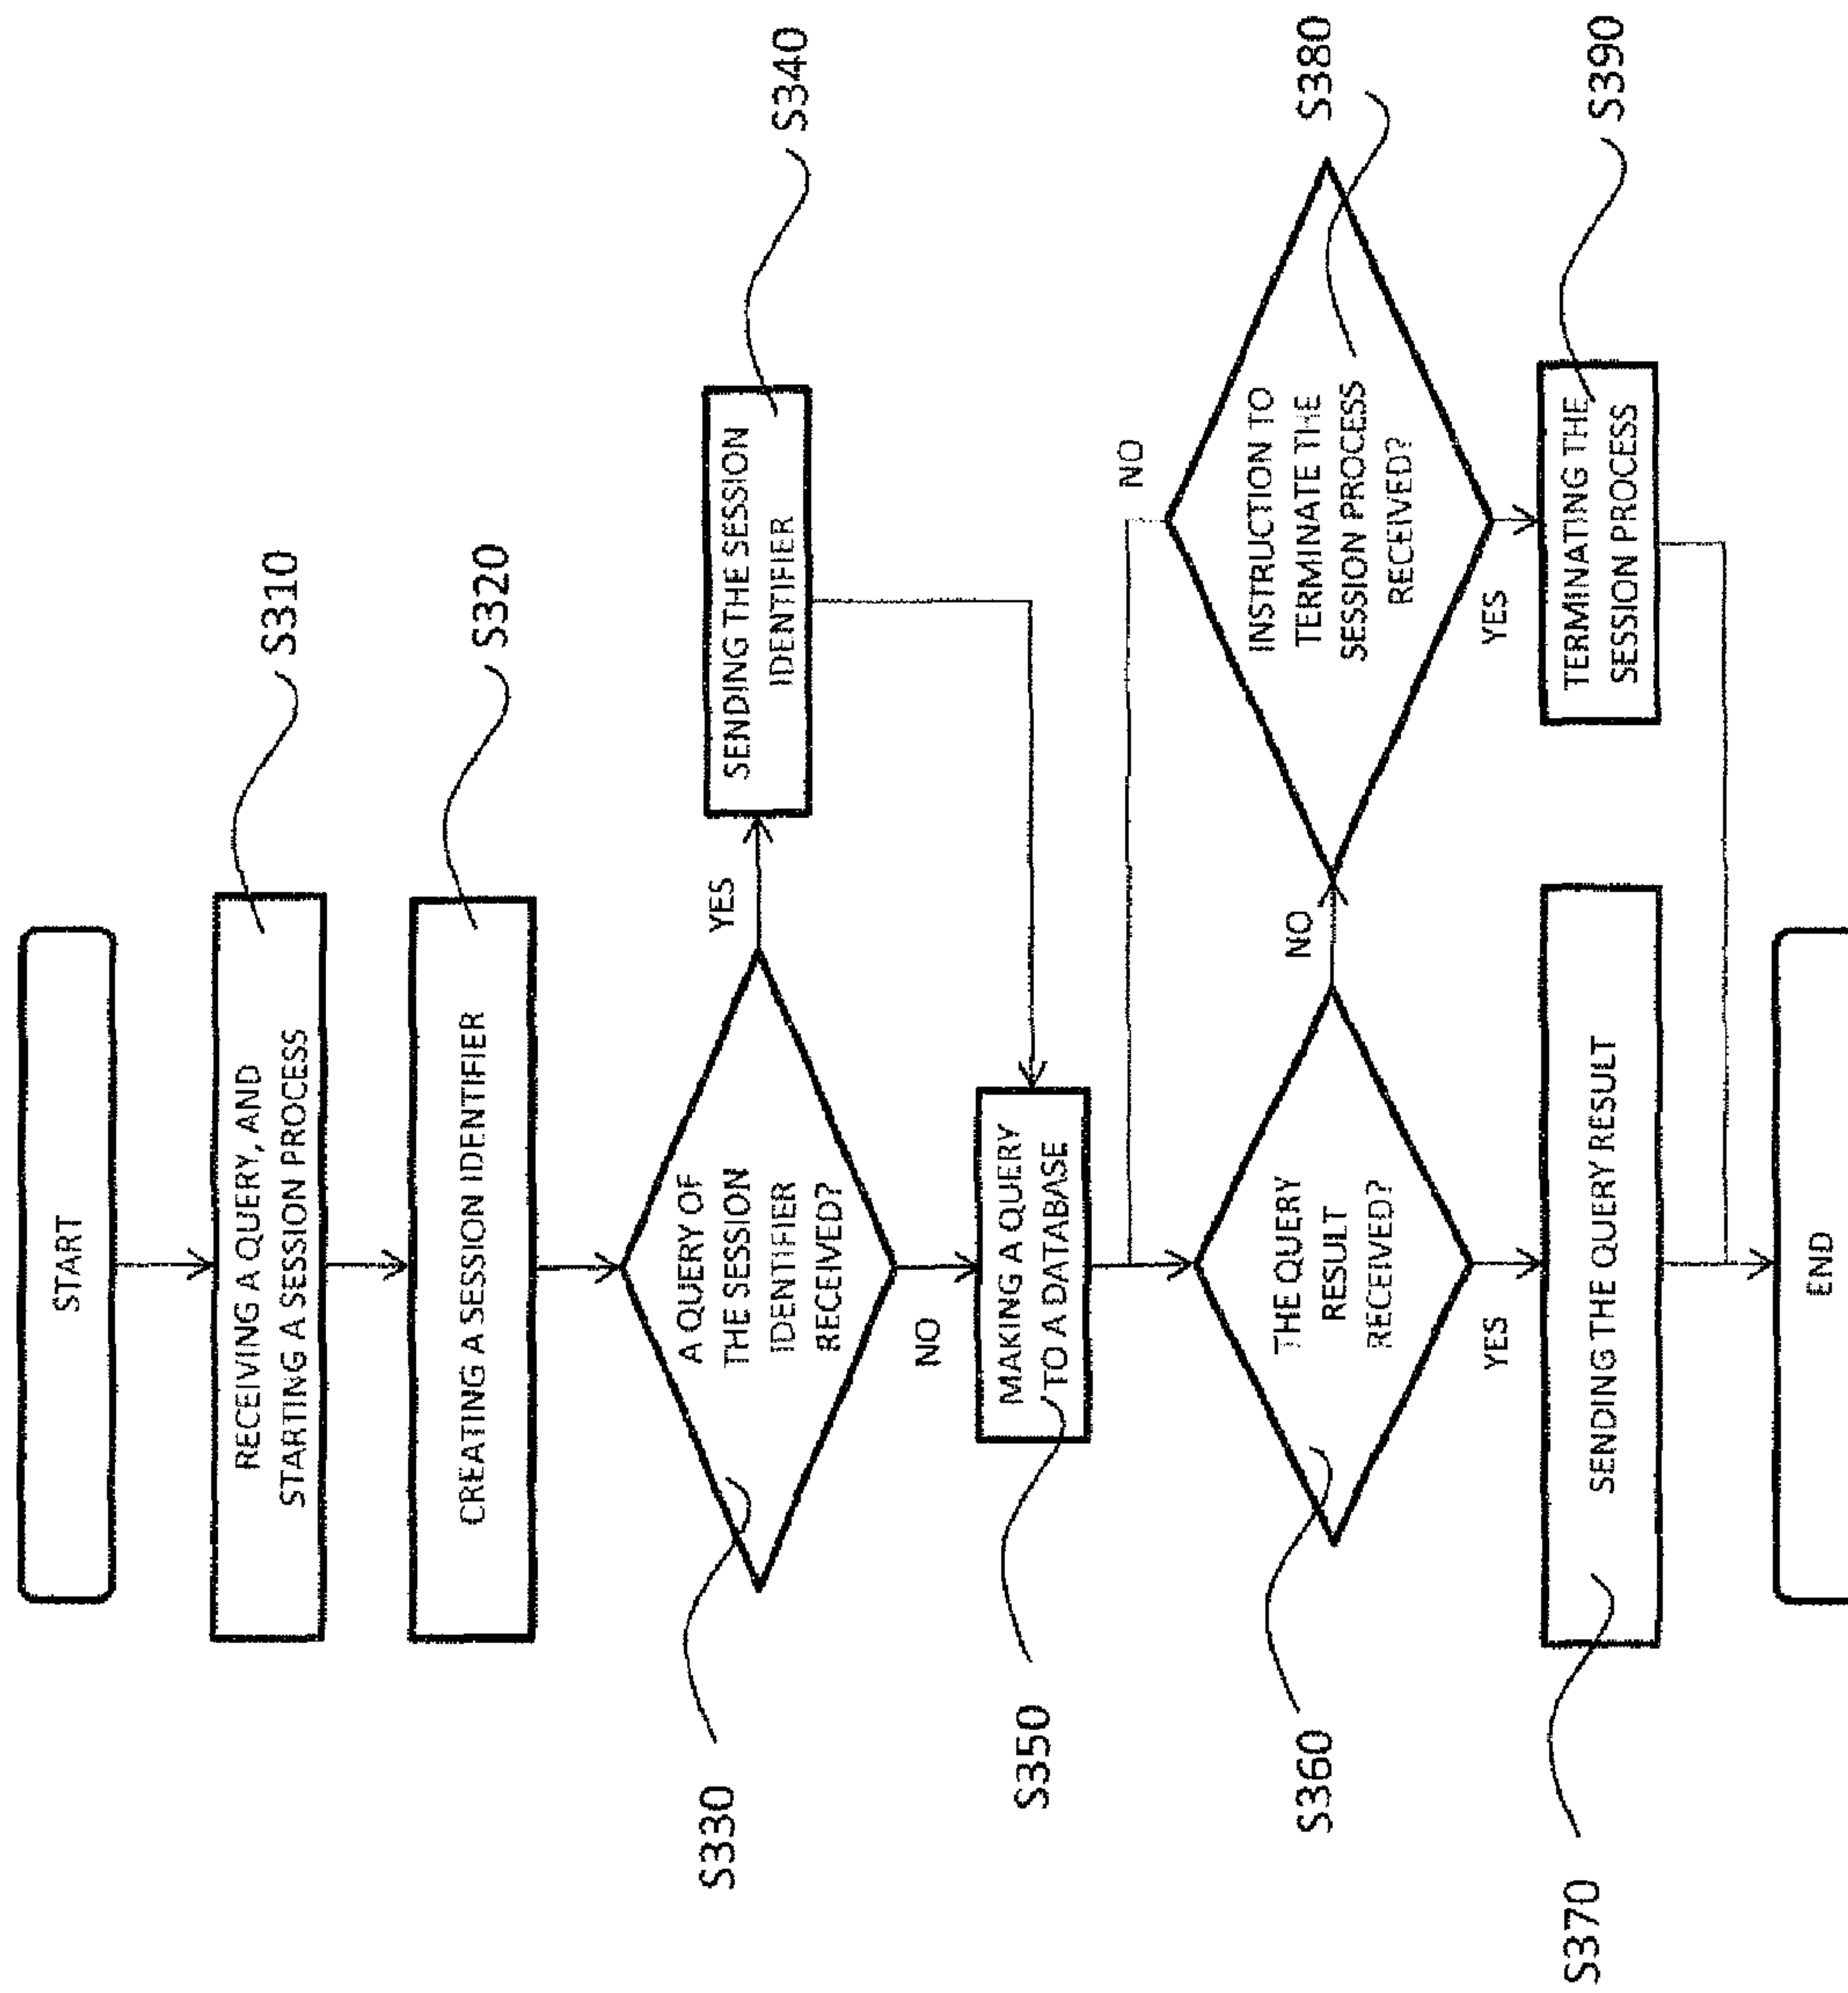 START
RECEIVING A QUERY, AND
STARTING A SESSION PROCESS
S310
CREATING A SESSION IDENTIFIER
S320
A QUERY OF
THE SESSION
IDENTIFIER
RECEIVED?
S330
YES
SENDING THE SESSION
IDENTIFIER
S340
NO
MAKING A QUERY
TO A DATABASE
S350
THE QUERY
RESULT
RECEIVED?
S360
NO
INSTRUCTION TO
TERMINATE THE
SESSION PROCESS
RECEIVED?
S380
NO
YES
SENDING THE QUERY RESULT
S370
YES
TERMINATING THE
SESSION PROCESS
S390
END